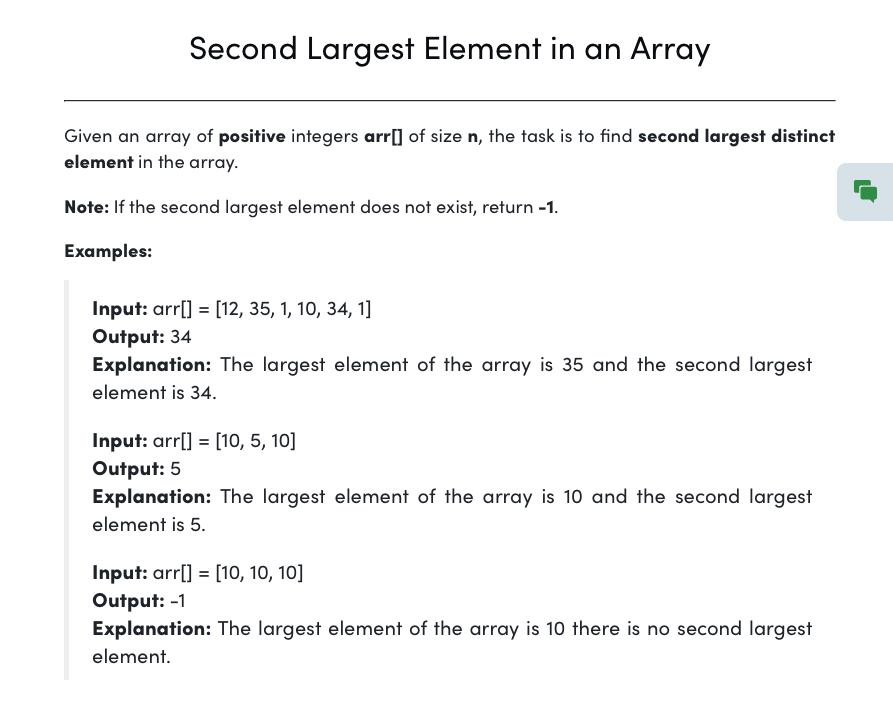 Second Largest Element in an Array
Given an array of positive integers arr[] of size n, the task is to find second largest distinct
element in the array.
Note: If the second largest element does not exist, return -1.
Examples:
Input: arr[] = [12, 35, 1, 10, 34, 1]
Output: 34
Explanation: The largest element of the array is 35 and the second largest
element is 34.
Input: arr[] = [10, 5, 10]
Output: 5
Explanation: The largest element of the array is 10 and the second largest
element is 5.
Input: arr[] = [10, 10, 10]
Output: -1
Explanation: The largest element of the array is 10 there is no second largest
element.